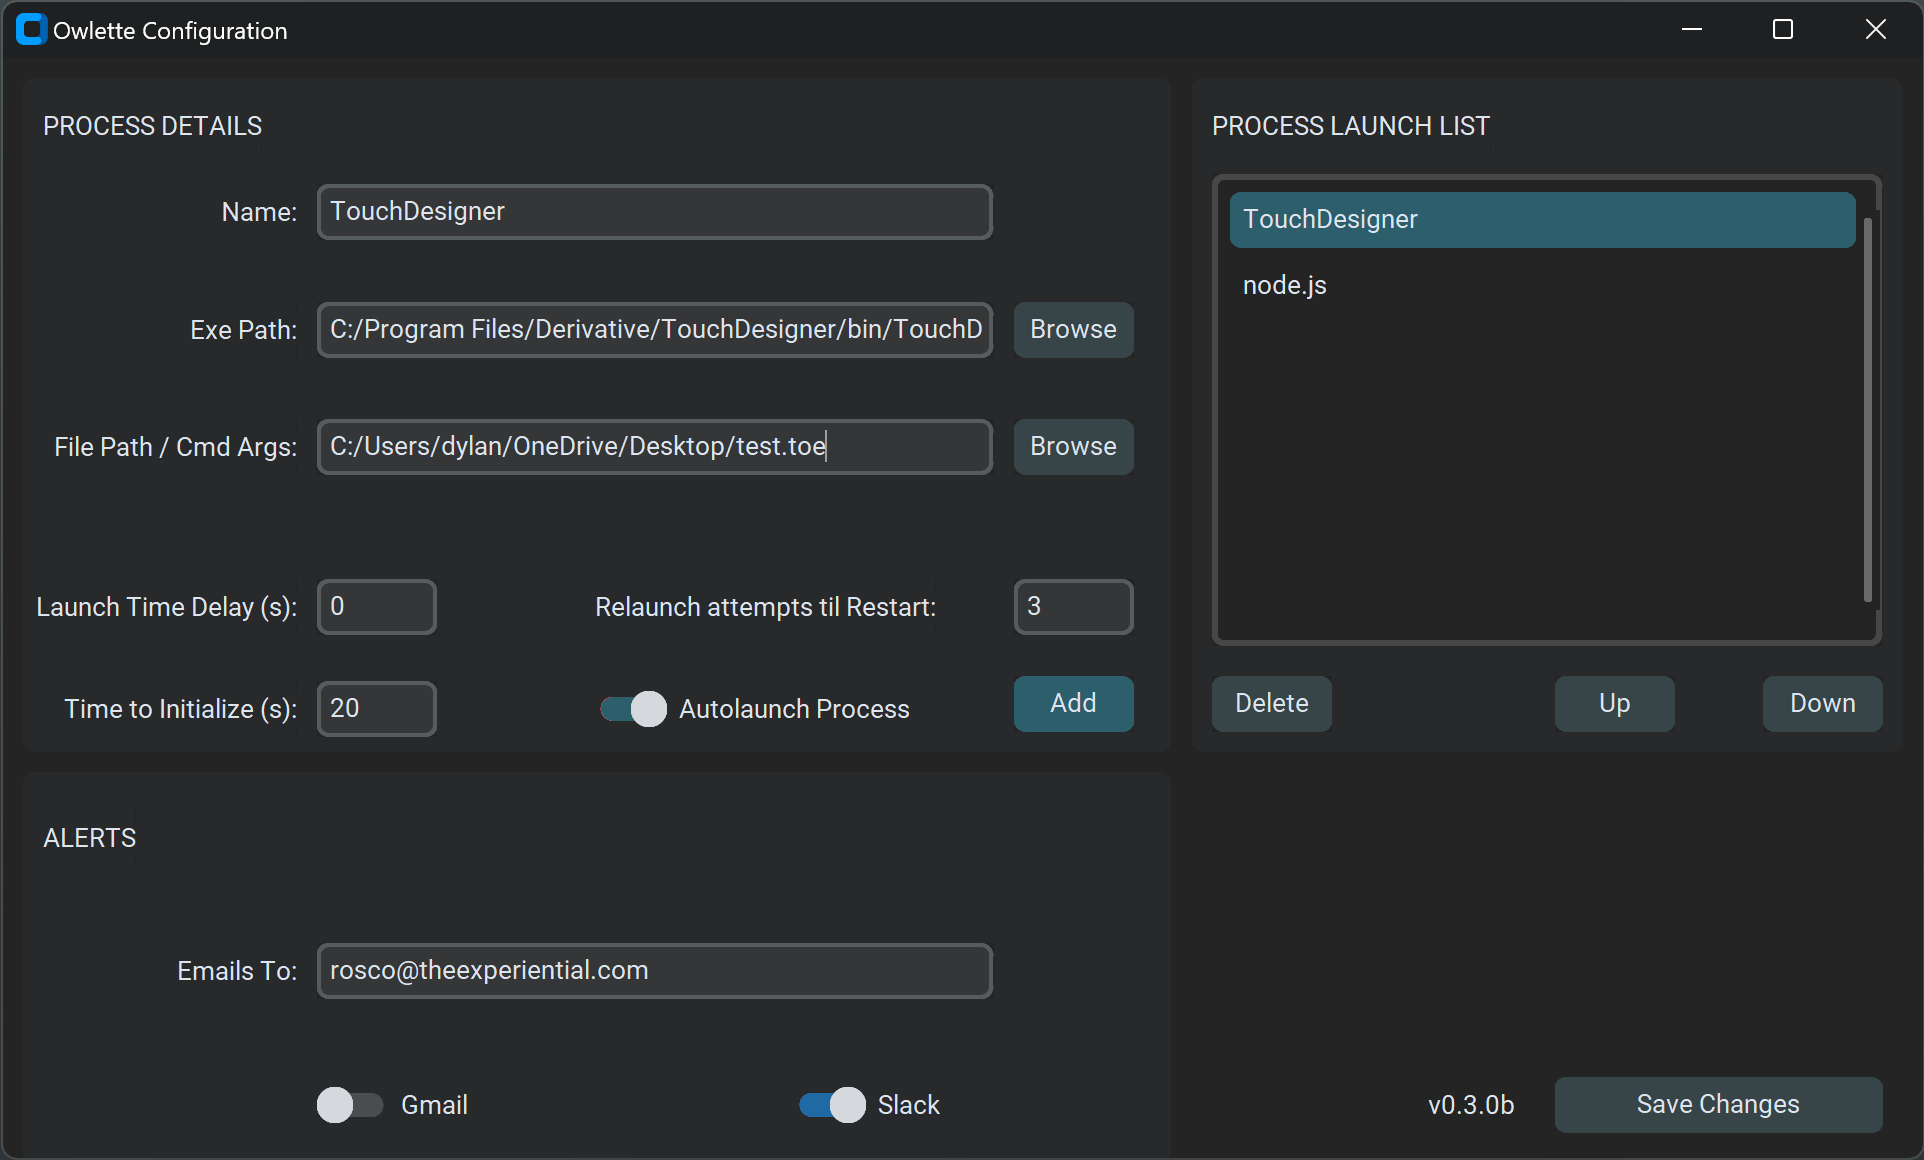 Owlette Configuration
PROCESS DETAILS
Name: TouchDesigner
Exe Path: C:/Program Files/Derivative/TouchDesigner/bin/TouchD Browse
File Path / Cmd Args: C:/Users/dylan/OneDrive/Desktop/test.toe Browse
Launch Time Delay (s): 0 Relaunch attempts til Restart: 3
Time to Initialize (s): 20 Autolaunch Process Add
PROCESS LAUNCH LIST
TouchDesigner
node.js
Delete Up Down
ALERTS
Emails To: rosco@theexperiential.com
Gmail Slack
v0.3.0b Save Changes